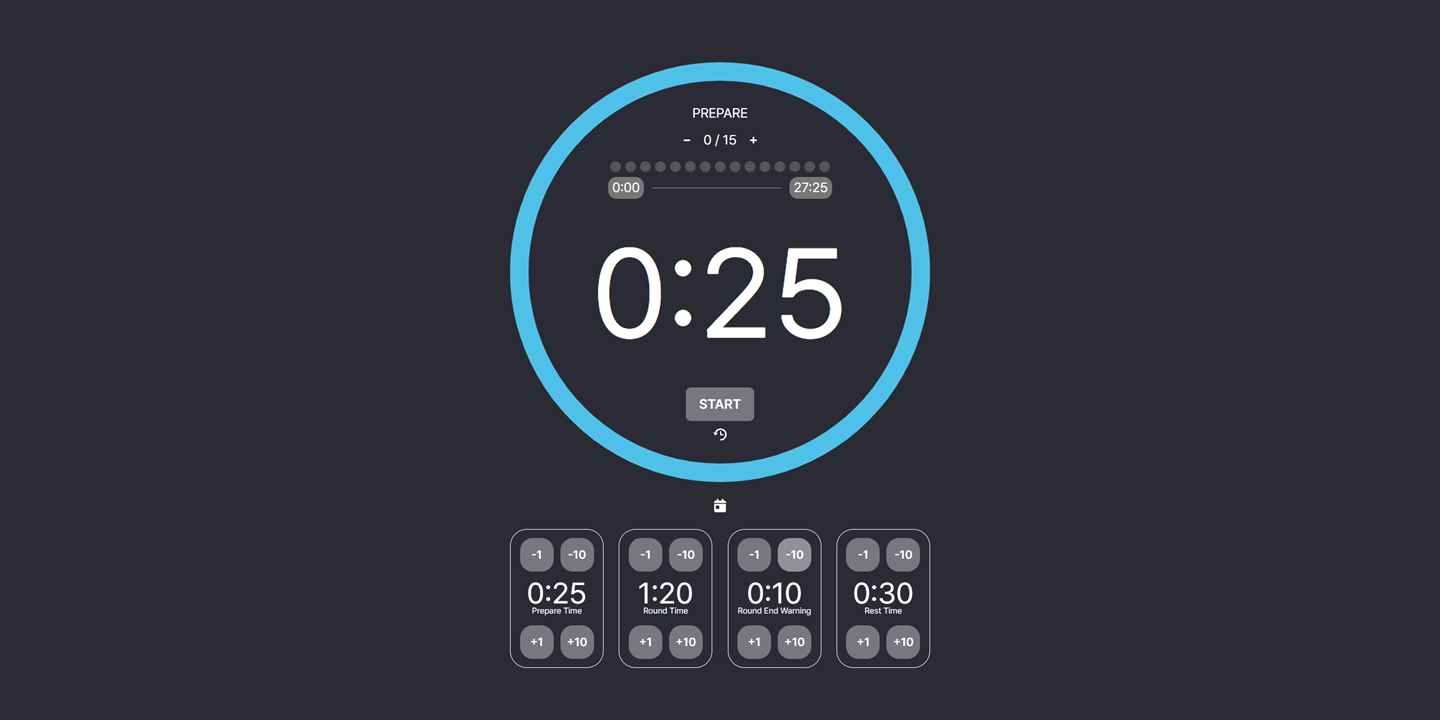 PREPARE
− 0 / 15 +
0:00 27:25
0:25
START
-1 -10 -1 -10 -1 -10 -1 -10
0:25 1:20 0:10 0:30
Prepare Time Round Time Round End Warning Rest Time
+1 +10 +1 +10 +1 +10 +1 +10